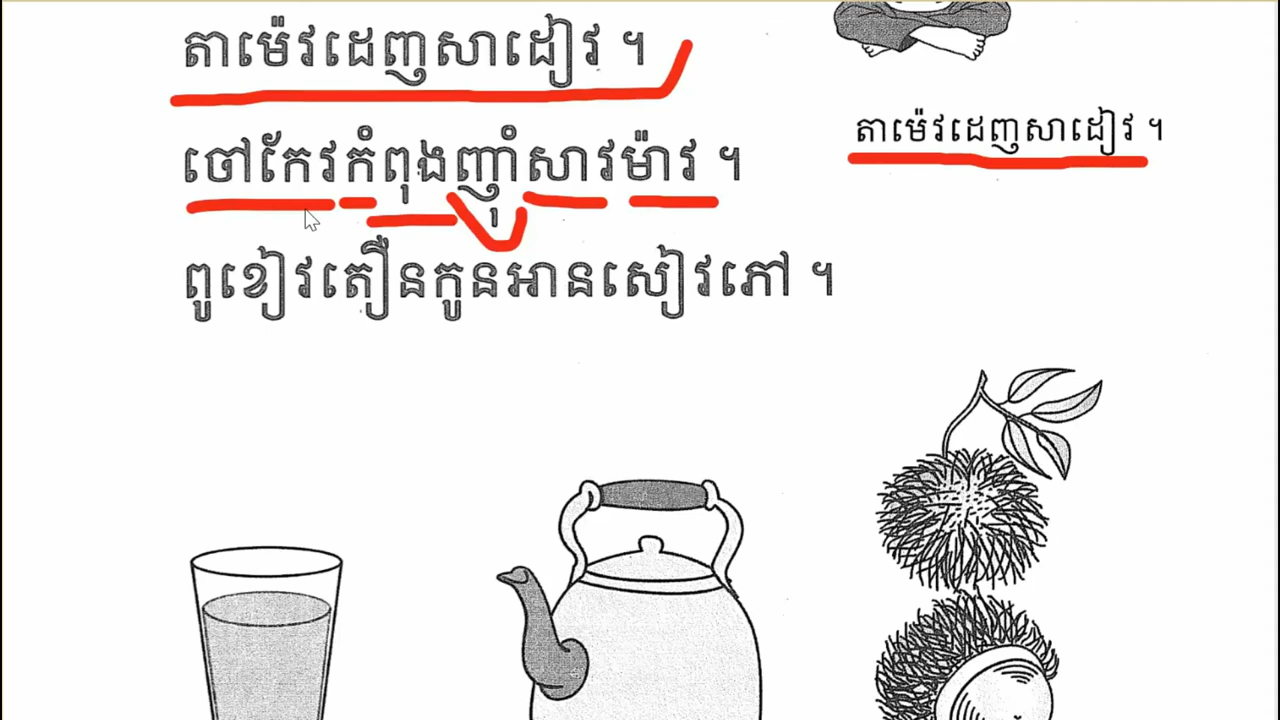 តាម៉េវដេញសាដៀវ ។
តាម៉េវដេញសាដៀវ ។
ចៅកែវកំពុងញ៉ាំសាវម៉ាវ ។
ពូខៀវតឿនកូនអានសៀវភៅ ។